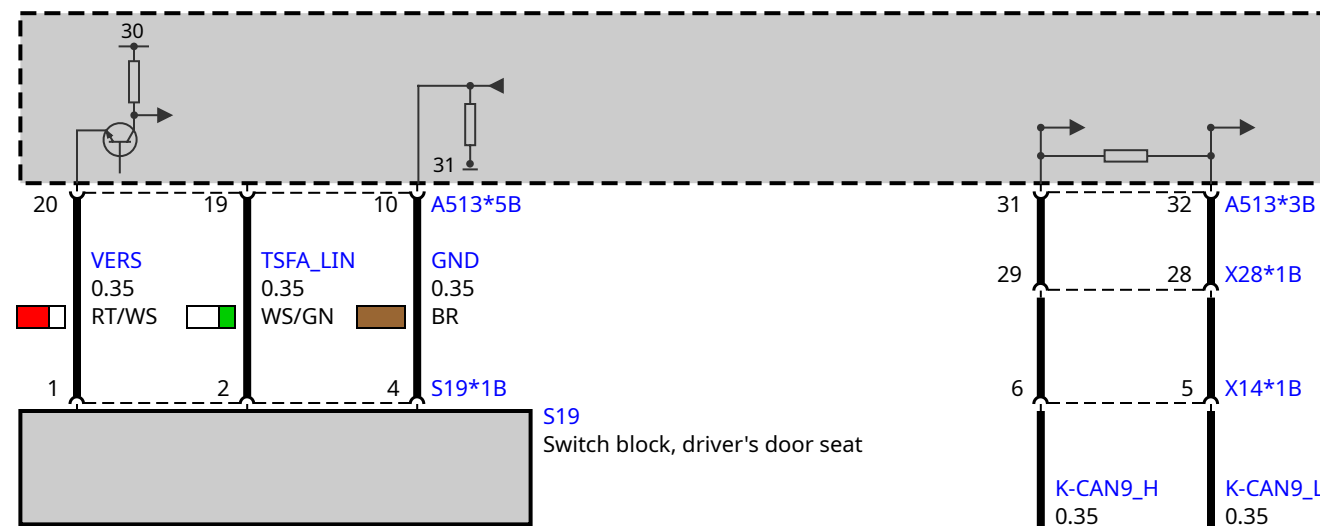 30
31
20 19 10 A513*5B
31 32 A513*3B
VERS TSFA_LIN GND
0.35 0.35 0.35
RT/WS WS/GN BR
29 28 X28*1B
1 2 4 S19*1B
6 5 X14*1B
S19
Switch block, driver's door seat
K-CAN9_H K-CAN9_L
0.35 0.35